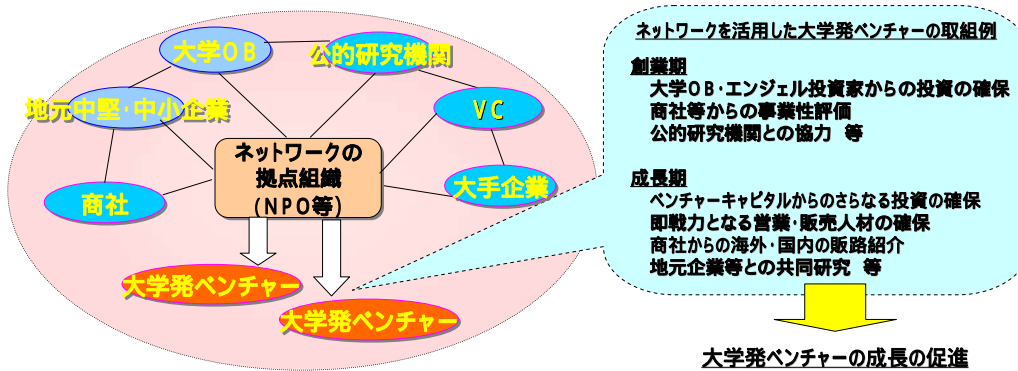 大学OB
公的研究機関
地元中堅・中小企業
VC
ネットワークの
拠点組織
(NPO等)
商社
大手企業
大学発ベンチャー
大学発ベンチャー
ネットワークを活用した大学発ベンチャーの取組例
創業期
大学OB・エンジェル投資家からの投資の確保
商社等からの事業性評価
公的研究機関との協力 等
成長期
ベンチャーキャピタルからのさらなる投資の確保
即戦力となる営業・販売人材の確保
商社からの海外・国内の販路紹介
地元企業等との共同研究 等
大学発ベンチャーの成長の促進